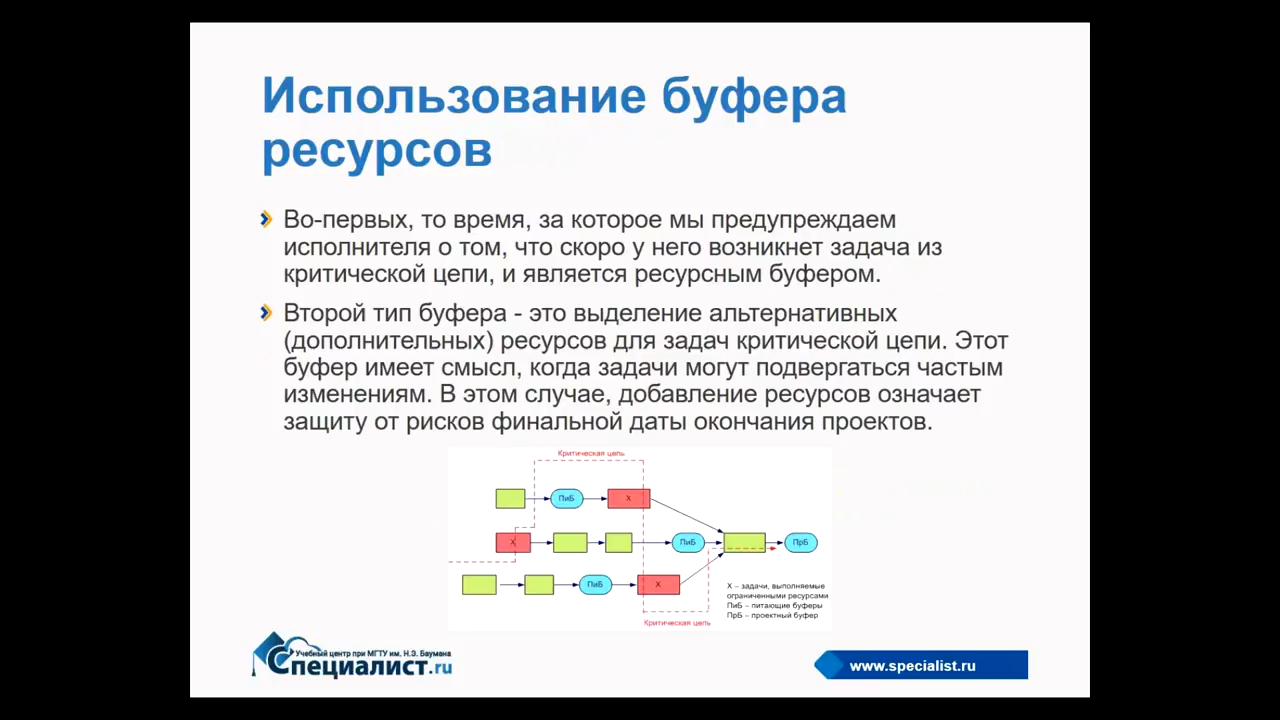 Использование буфера
ресурсов
Во-первых, то время, за которое мы предупреждаем
исполнителя о том, что скоро у него возникнет задача из
критической цепи, и является ресурсным буфером.
Второй тип буфера - это выделение альтернативных
(дополнительных) ресурсов для задач критической цепи. Этот
буфер имеет смысл, когда задачи могут подвергаться частым
изменениям. В этом случае, добавление ресурсов означает
защиту от рисков финальной даты окончания проектов.
Критическая цепь
ПиБ
X
X
ПиБ
ПрБ
ПиБ
X
X – задачи, выполняемые
ограниченными ресурсами
ПиБ – питающие буферы
ПрБ – проектный буфер
Критическая цепь
Учебный центр при МГТУ им. Н.Э. Баумана
Специалист.ru
www.specialist.ru